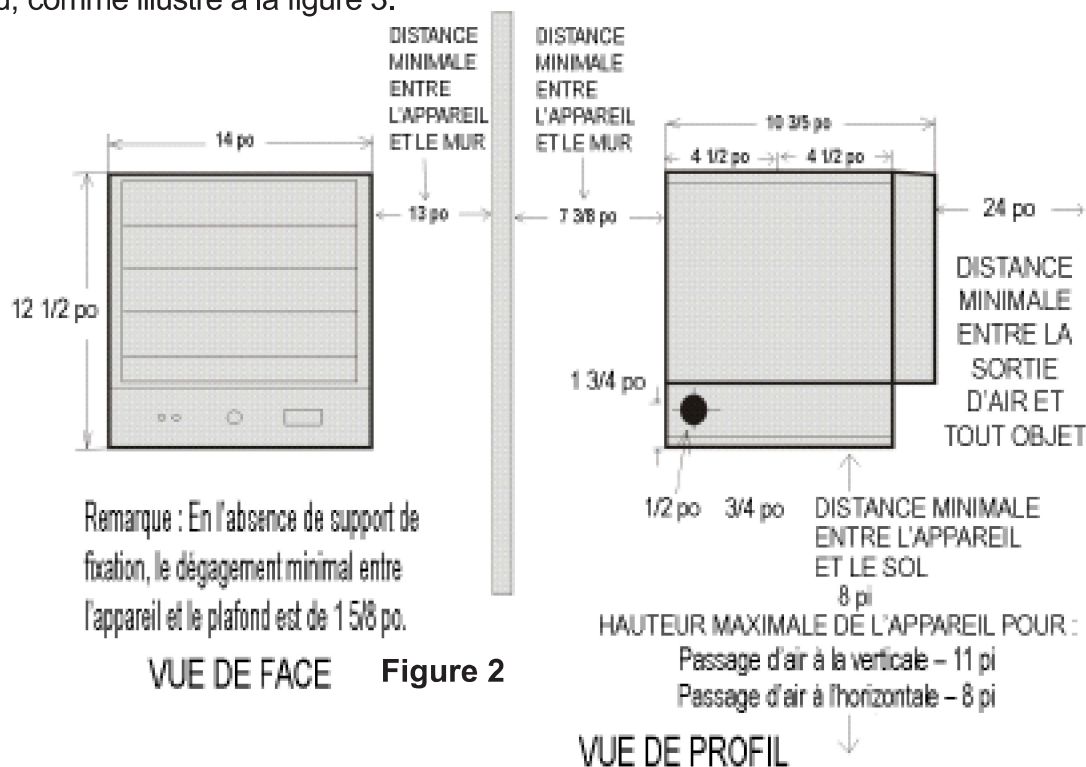 d, comme illustré à la figure 3.
DISTANCE
MINIMALE
ENTRE
L'APPAREIL
ET LE MUR
DISTANCE
MINIMALE
ENTRE
L'APPAREIL
ET LE MUR
14 po
13 po
7 3/8 po
12 1/2 po
10 3/5 po
4 1/2 po
4 1/2 po
24 po
DISTANCE
MINIMALE
ENTRE LA
SORTIE
D'AIR ET
TOUT OBJET
1 3/4 po
1/2 po
3/4 po
DISTANCE MINIMALE
ENTRE L'APPAREIL
ET LE SOL
8 pi
HAUTEUR MAXIMALE DE L'APPAREIL POUR :
Passage d'air à la verticale – 11 pi
Passage d'air à l'horizontale – 8 pi
Remarque : En l'absence de support de
fixation, le dégagement minimal entre
l'appareil et le plafond est de 1 5/8 po.
VUE DE FACE
Figure 2
VUE DE PROFIL